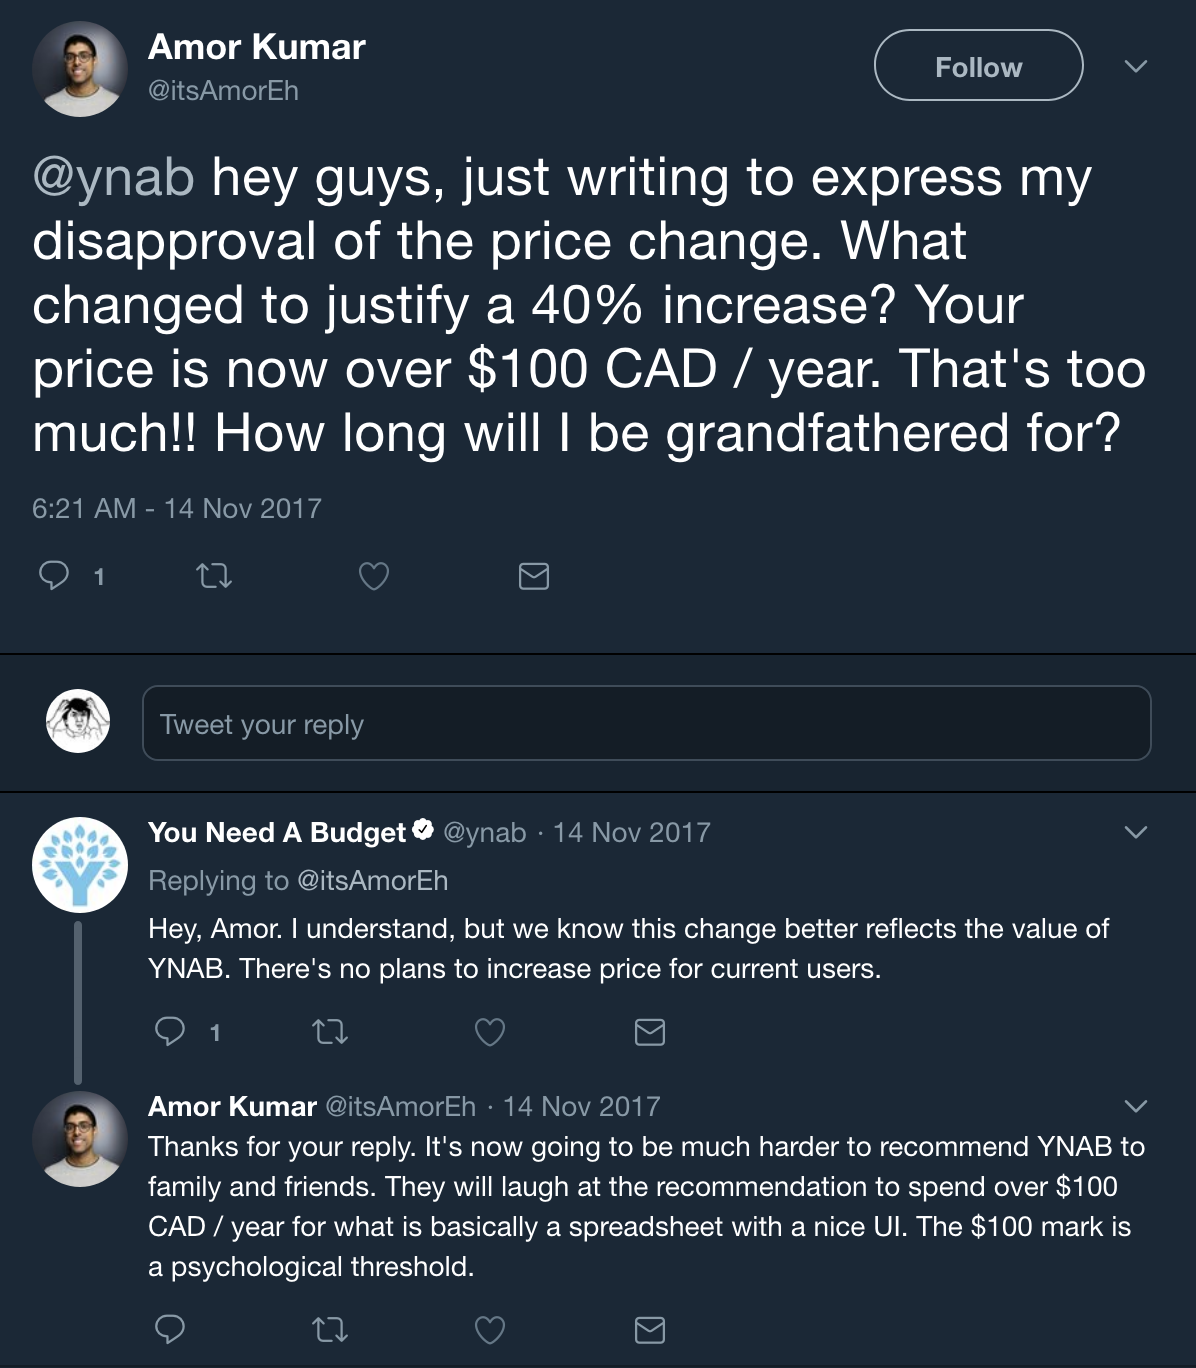 Amor Kumar
@itsAmorEh
Follow
@ynab hey guys, just writing to express my
disapproval of the price change. What
changed to justify a 40% increase? Your
price is now over $100 CAD / year. That's too
much!! How long will I be grandfathered for?
6:21 AM - 14 Nov 2017
1
Tweet your reply
You Need A Budget @ynab · 14 Nov 2017
Replying to @itsAmorEh
Hey, Amor. I understand, but we know this change better reflects the value of
YNAB. There's no plans to increase price for current users.
1
Amor Kumar @itsAmorEh · 14 Nov 2017
Thanks for your reply. It's now going to be much harder to recommend YNAB to
family and friends. They will laugh at the recommendation to spend over $100
CAD / year for what is basically a spreadsheet with a nice UI. The $100 mark is
a psychological threshold.